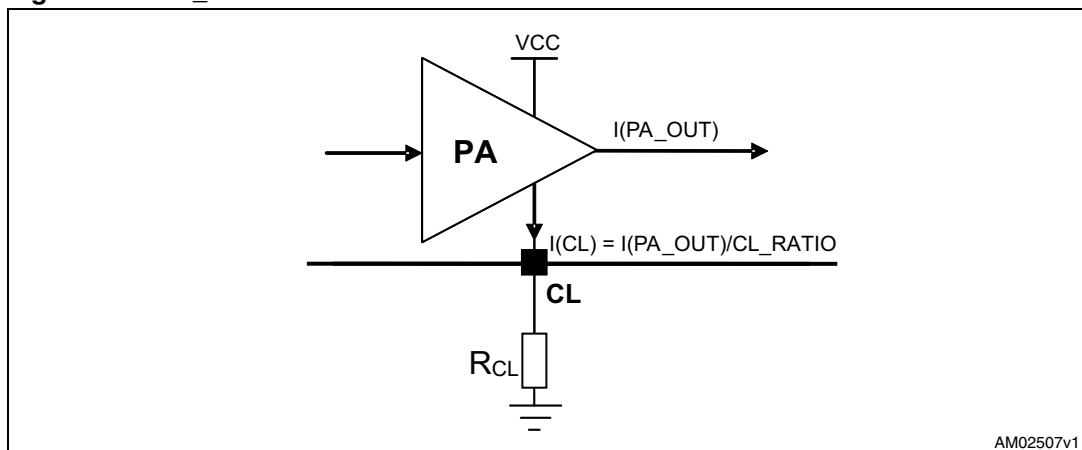 VCC
I(PA_OUT)
PA
I(CL) = I(PA_OUT)/CL_RATIO
CL
RCL
AM02507v1